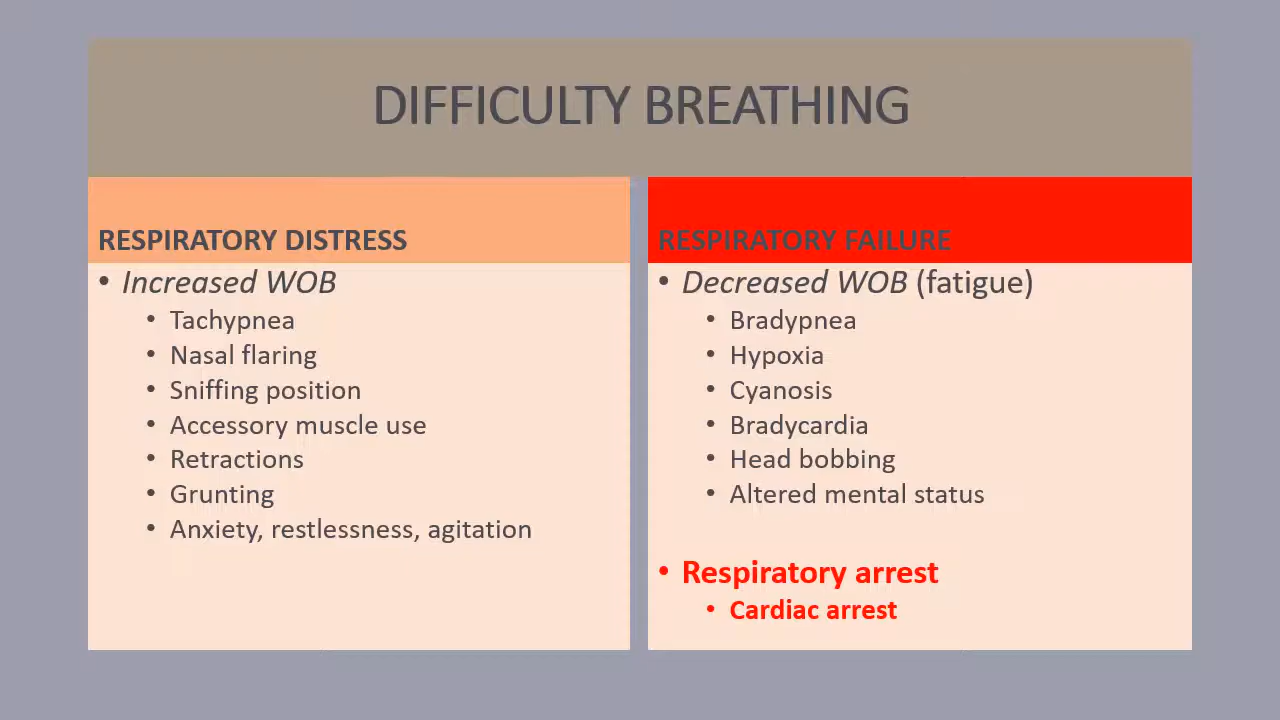 DIFFICULTY BREATHING
RESPIRATORY DISTRESS
• Increased WOB
• Tachypnea
• Nasal flaring
• Sniffing position
• Accessory muscle use
• Retractions
• Grunting
• Anxiety, restlessness, agitation
RESPIRATORY FAILURE
• Decreased WOB (fatigue)
• Bradypnea
• Hypoxia
• Cyanosis
• Bradycardia
• Head bobbing
• Altered mental status
• Respiratory arrest
• Cardiac arrest